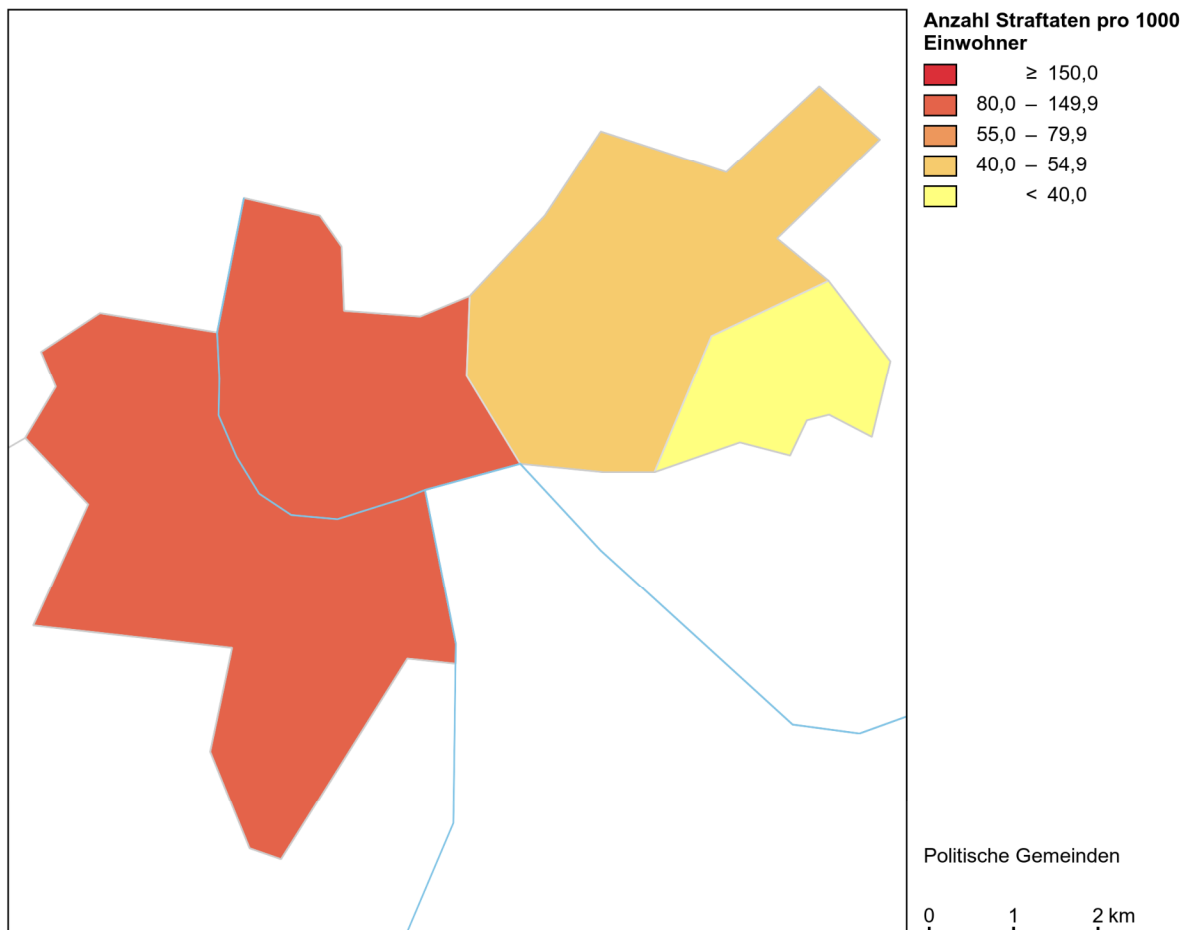 Anzahl Straftaten pro 1000
Einwohner
≥ 150,0
80,0 – 149,9
55,0 – 79,9
40,0 – 54,9
< 40,0
Politische Gemeinden
0 1 2 km